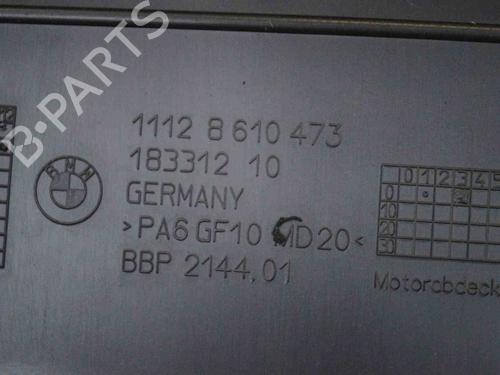 B-PARTS
BMW
1112 8 610 473
183312 10
GERMANY
>PA6 GF10 MD20<
BBP 2144.01
0 1 2 3 4 5
0
10
20
30
Motorabdeck